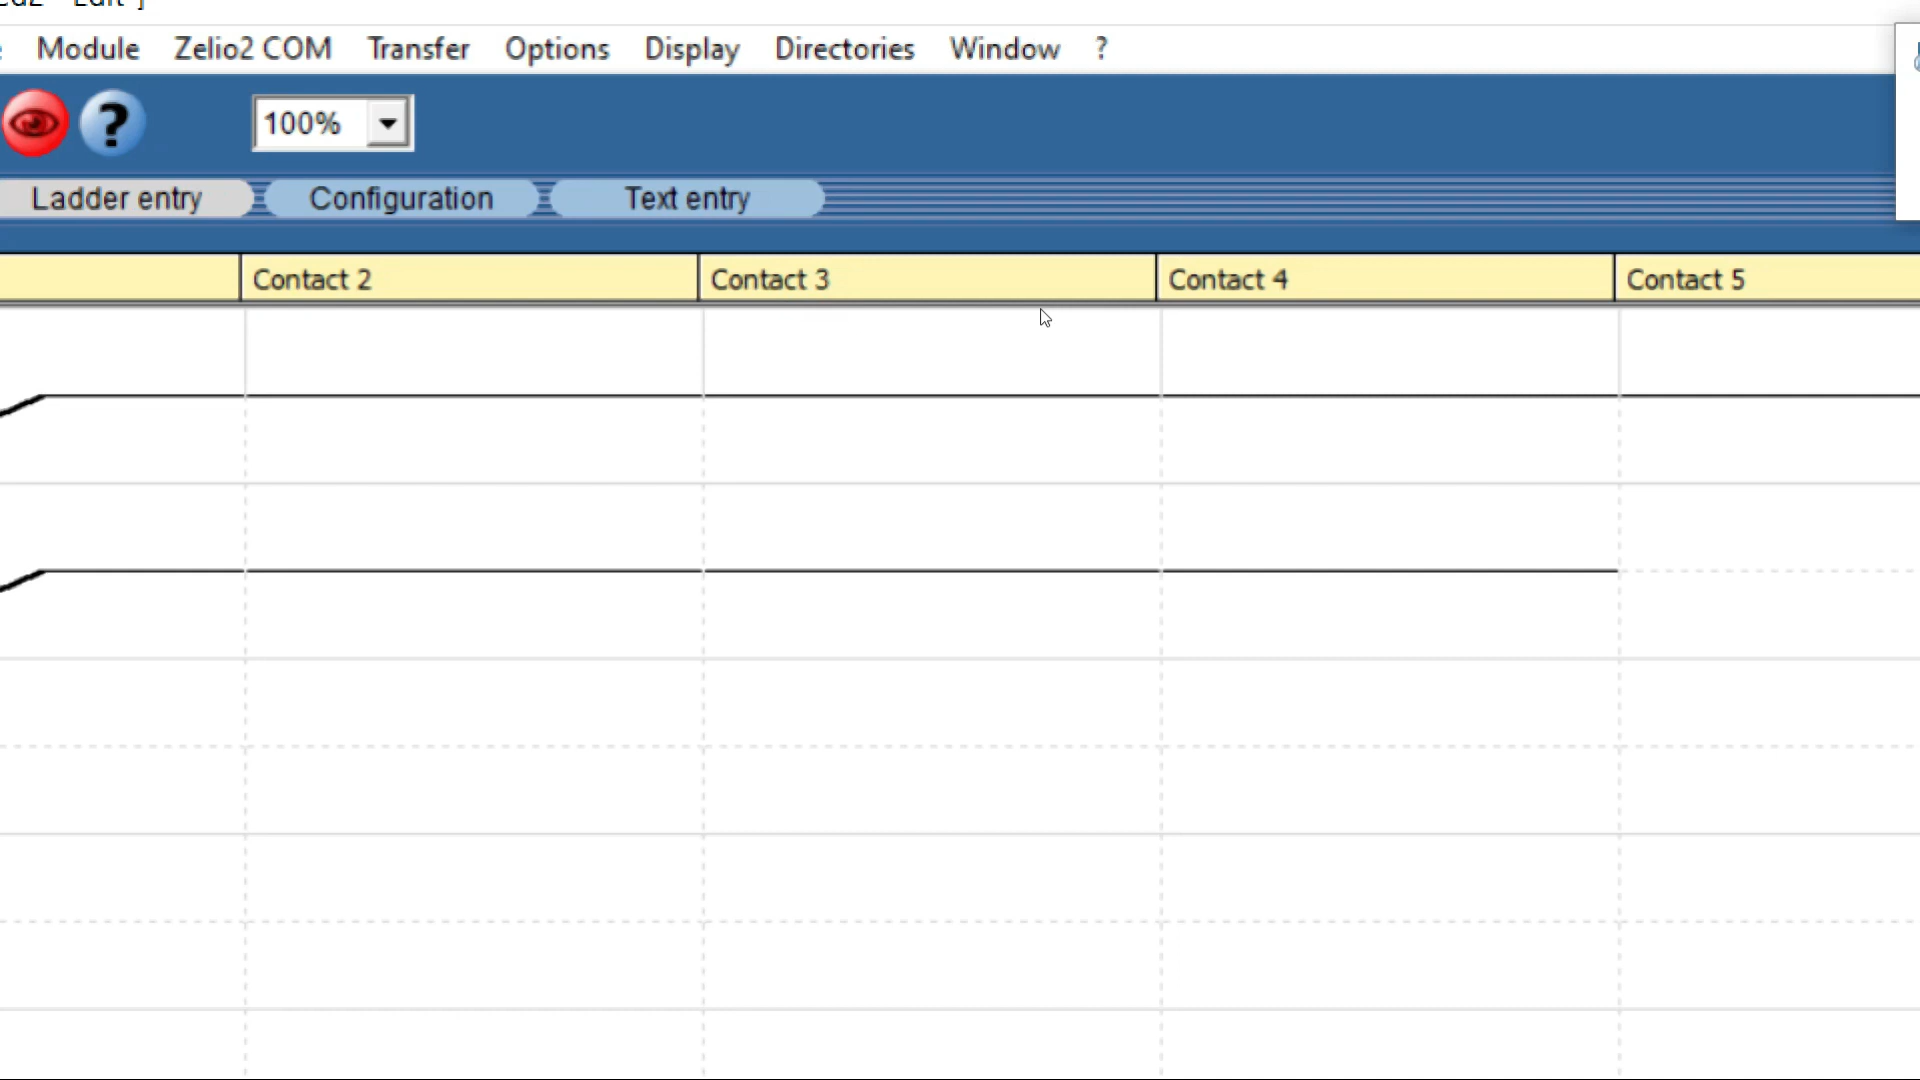 Module Zelio2 COM Transfer Options Display Directories Window ?
? 100%
Ladder entry Configuration Text entry
Contact 2 Contact 3 Contact 4 Contact 5